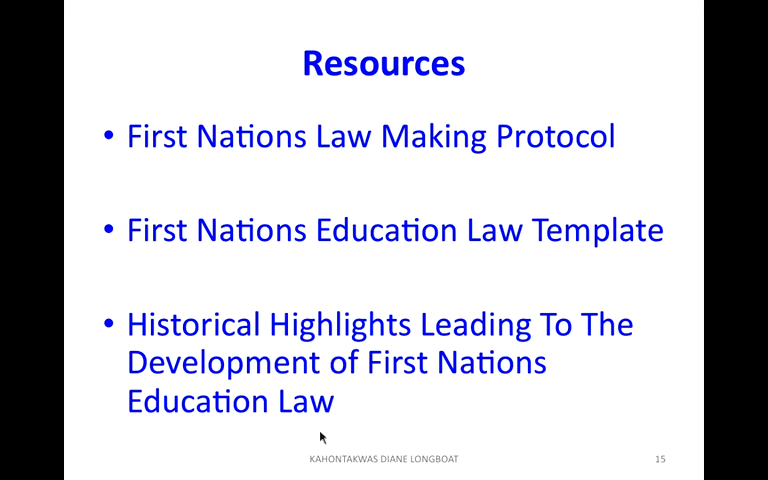 Resources
• First Nations Law Making Protocol
• First Nations Education Law Template
• Historical Highlights Leading To The
Development of First Nations
Education Law
KAHONTAKWAS DIANE LONGBOAT 15